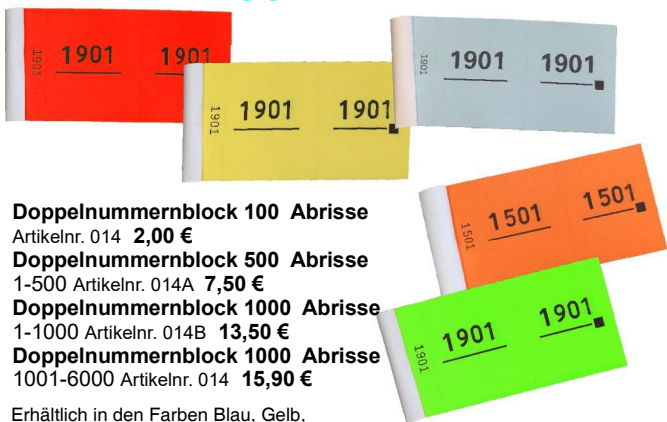 1901 1901 1901
1901 1901 1901
1901 1901 1901
1501 1501 1501
1901 1901 1901
Doppelnummernblock 100 Abrisse
Artikelnr. 014 2,00 €
Doppelnummernblock 500 Abrisse
1-500 Artikelnr. 014A 7,50 €
Doppelnummernblock 1000 Abrisse
1-1000 Artikelnr. 014B 13,50 €
Doppelnummernblock 1000 Abrisse
1001-6000 Artikelnr. 014 15,90 €
Erhältlich in den Farben Blau, Gelb,